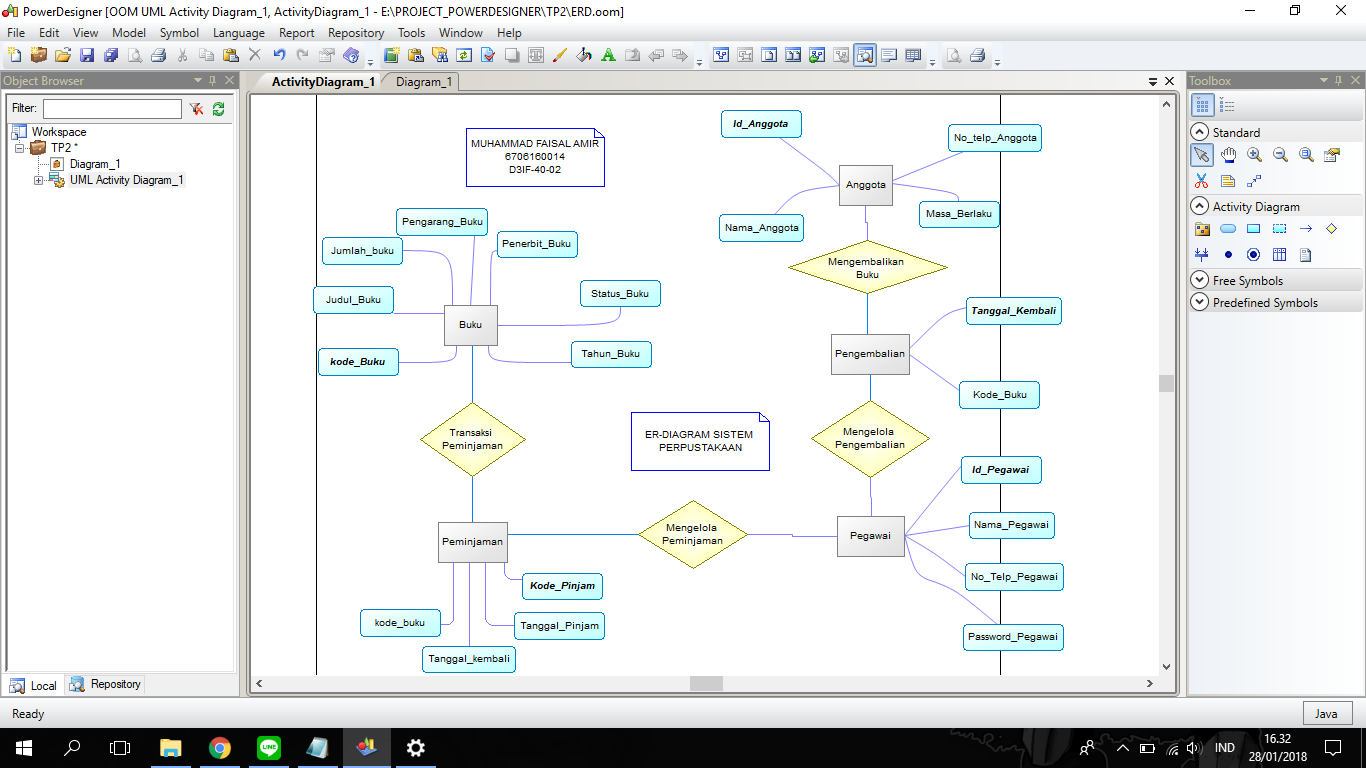 PowerDesigner [OOM UML Activity Diagram_1, ActivityDiagram_1 - E:\PROJECT_POWERDESIGNER\TP2\ERD.oom]
File Edit View Model Symbol Language Report Repository Tools Window Help
Object Browser
Filter:
Workspace
TP2 *
Diagram_1
UML Activity Diagram_1
Local
Repository
ActivityDiagram_1
Diagram_1
MUHAMMAD FAISAL AMIR
6706160014
D3IF-40-02
Id_Anggota
No_telp_Anggota
Anggota
Nama_Anggota
Masa_Berlaku
Mengembalikan
Buku
Pengarang_Buku
Jumlah_buku
Penerbit_Buku
Judul_Buku
Status_Buku
Buku
kode_Buku
Tahun_Buku
Tanggal_Kembali
Pengembalian
Kode_Buku
Transaksi
Peminjaman
ER-DIAGRAM SISTEM
PERPUSTAKAAN
Mengelola
Pengembalian
Id_Pegawai
Nama_Pegawai
Peminjaman
Mengelola
Peminjaman
Pegawai
No_Telp_Pegawai
Password_Pegawai
Kode_Pinjam
kode_buku
Tanggal_Pinjam
Tanggal_kembali
Toolbox
Standard
Activity Diagram
Free Symbols
Predefined Symbols
Ready
Java
LINE
IND
16.32
28/01/2018